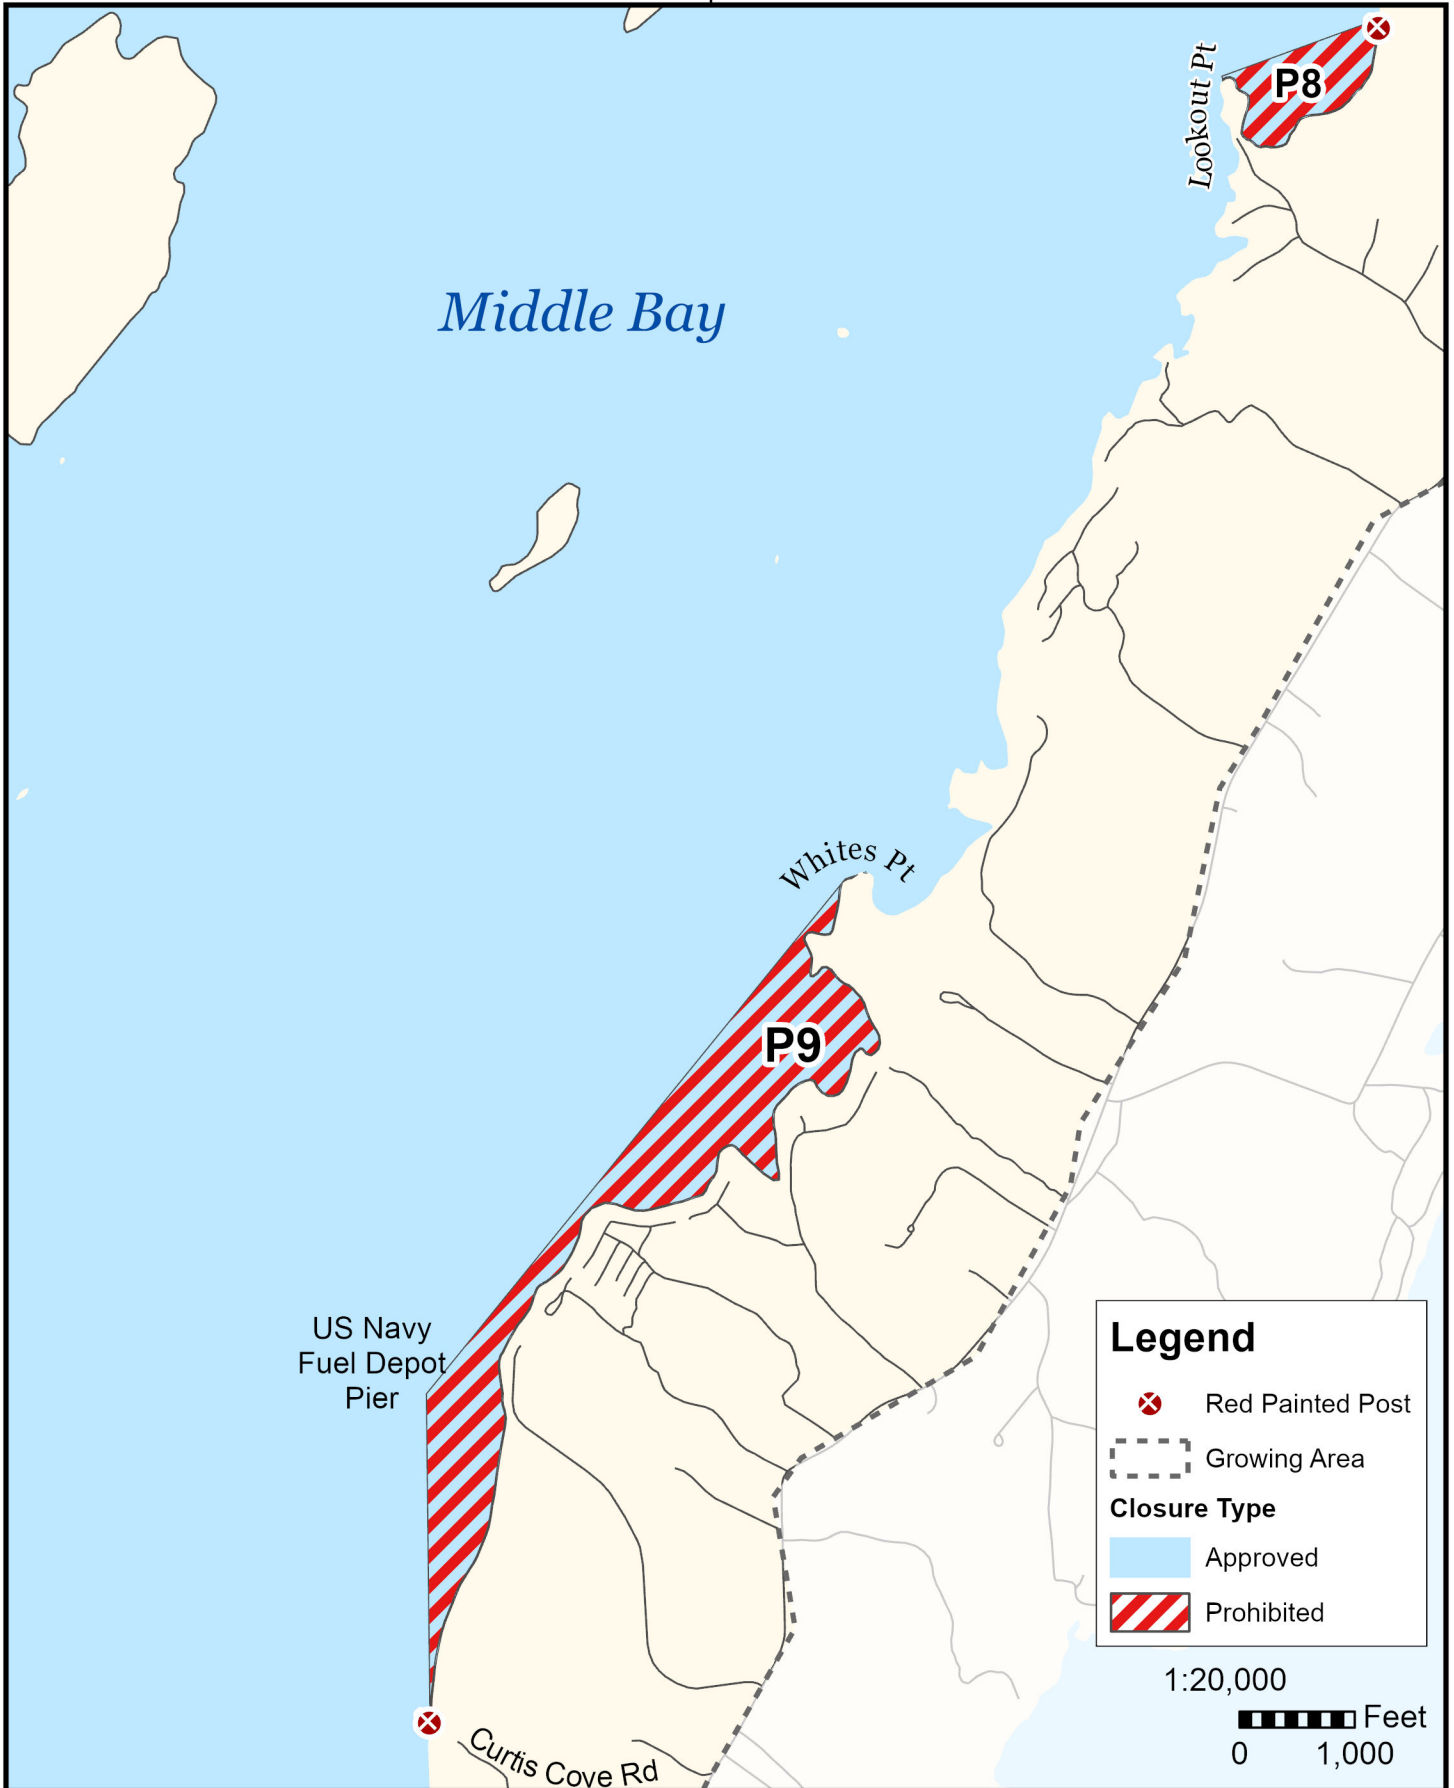 P8
Lookout Pt
Middle Bay
Whites Pt
P9
US Navy
Fuel Depot
Pier
Legend
Red Painted Post
Growing Area
Closure Type
Approved
Prohibited
1:20,000
Feet
0 1,000
Curtis Cove Rd